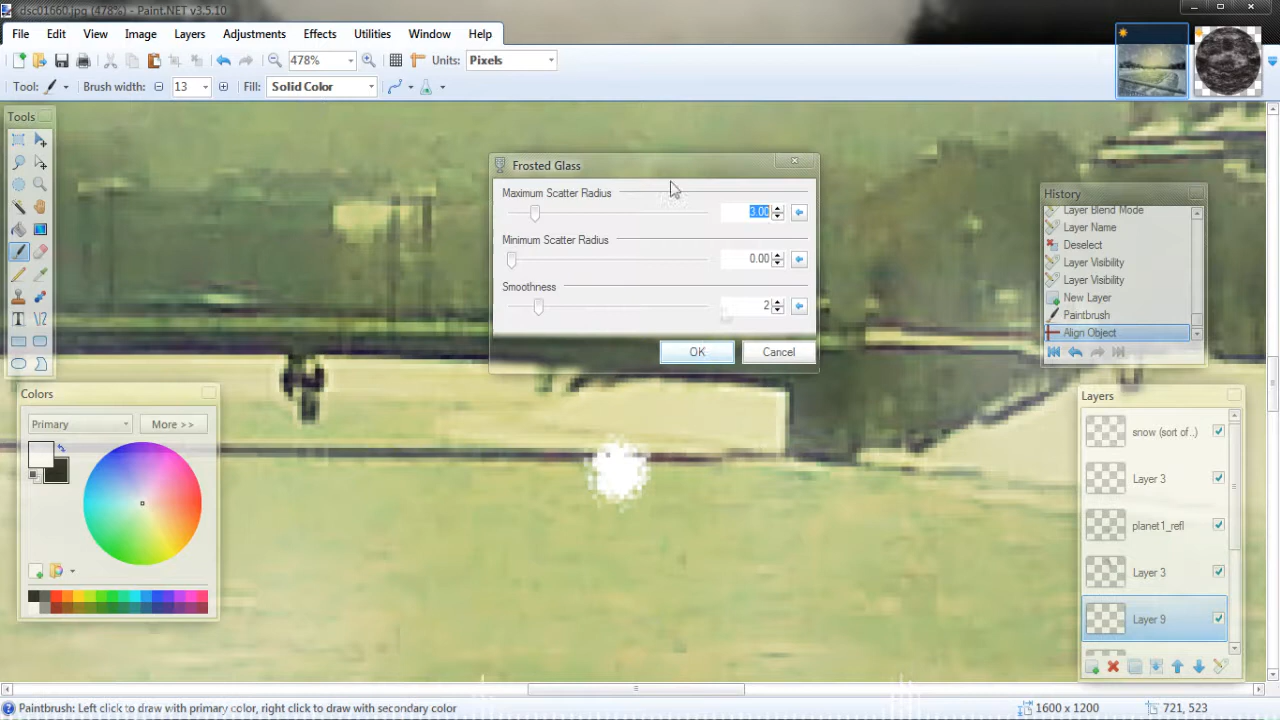 dsc01660.jpg (478%) - Paint.NET v3.5.10
File Edit View Image Layers Adjustments Effects Utilities Window Help
478% Units: Pixels
Tool: Brush width: 13 Fill: Solid Color
Tools
Frosted Glass
Maximum Scatter Radius
3.00
Minimum Scatter Radius
0.00
Smoothness
2
OK Cancel
History
Layer Blend Mode
Layer Name
Deselect
Layer Visibility
Layer Visibility
New Layer
Paintbrush
Align Object
Colors
Primary More >>
Layers
snow (sort of..)
Layer 3
planet1_refl
Layer 3
Layer 9
Paintbrush: Left click to draw with primary color, right click to draw with secondary color
1600 x 1200 721, 523